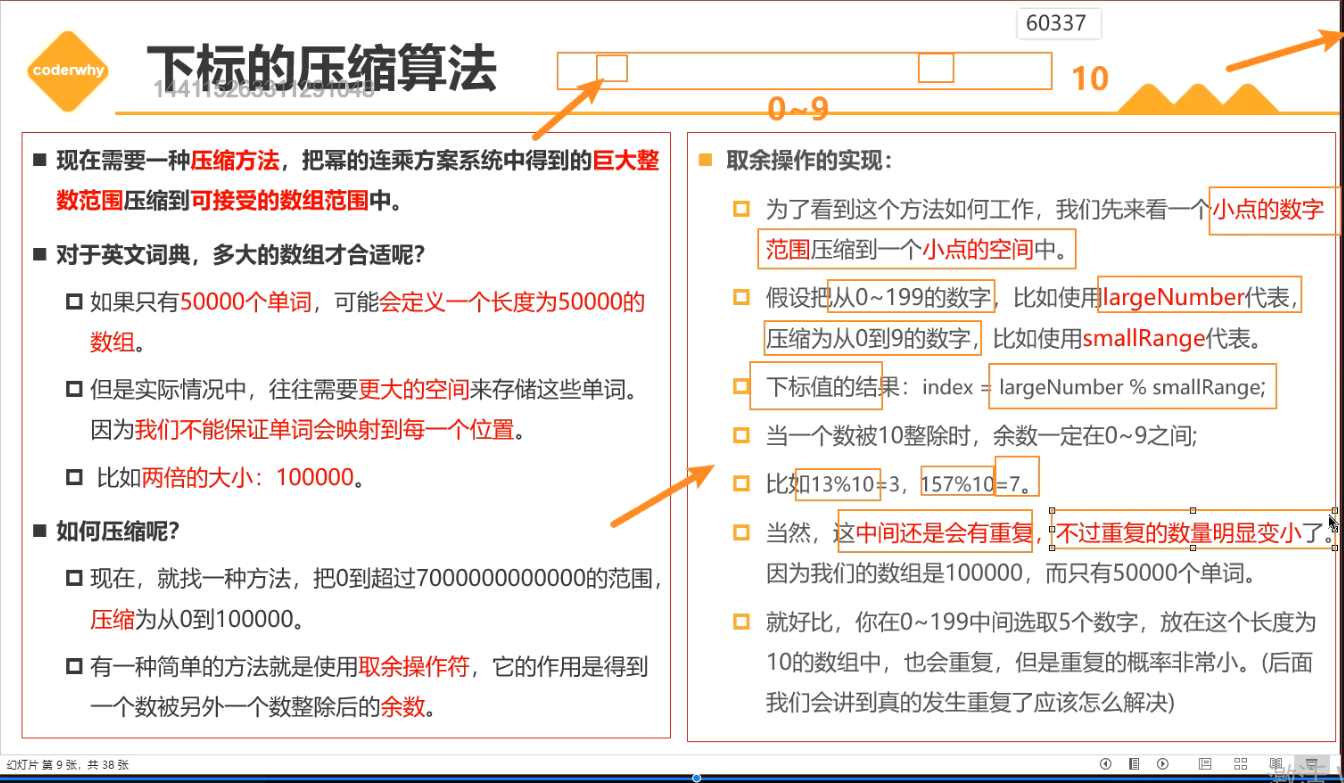 60337
coderwhy
下标的压缩算法
144115263311291048
10
0~9
■ 现在需要一种压缩方法，把幂的连乘方案系统中得到的巨大整
数范围压缩到可接受的数组范围中。
■ 对于英文词典，多大的数组才合适呢？
如果只有50000个单词，可能会定义一个长度为50000的
数组。
但是实际情况中，往往需要更大的空间来存储这些单词。
因为我们不能保证单词会映射到每一个位置。
比如两倍的大小：100000。
■ 如何压缩呢？
现在，就找一种方法，把0到超过7000000000000的范围，
压缩为从0到100000。
有一种简单的方法就是使用取余操作符，它的作用是得到
一个数被另外一个数整除后的余数。
■ 取余操作的实现：
为了看到这个方法如何工作，我们先来看一个小点的数字
范围压缩到一个小点的空间中。
假设把从0~199的数字，比如使用largeNumber代表，
压缩为从0到9的数字，比如使用smallRange代表。
下标值的结果：index = largeNumber % smallRange;
当一个数被10整除时，余数一定在0~9之间;
比如13%10=3，157%10=7。
当然，这中间还是会有重复，不过重复的数量明显变小了。
因为我们的数组是100000，而只有50000个单词。
就好比，你在0~199中间选取5个数字，放在这个长度为
10的数组中，也会重复，但是重复的概率非常小。(后面
我们会讲到真的发生重复了应该怎么解决)
幻灯片 第 9 张，共 38 张
激活